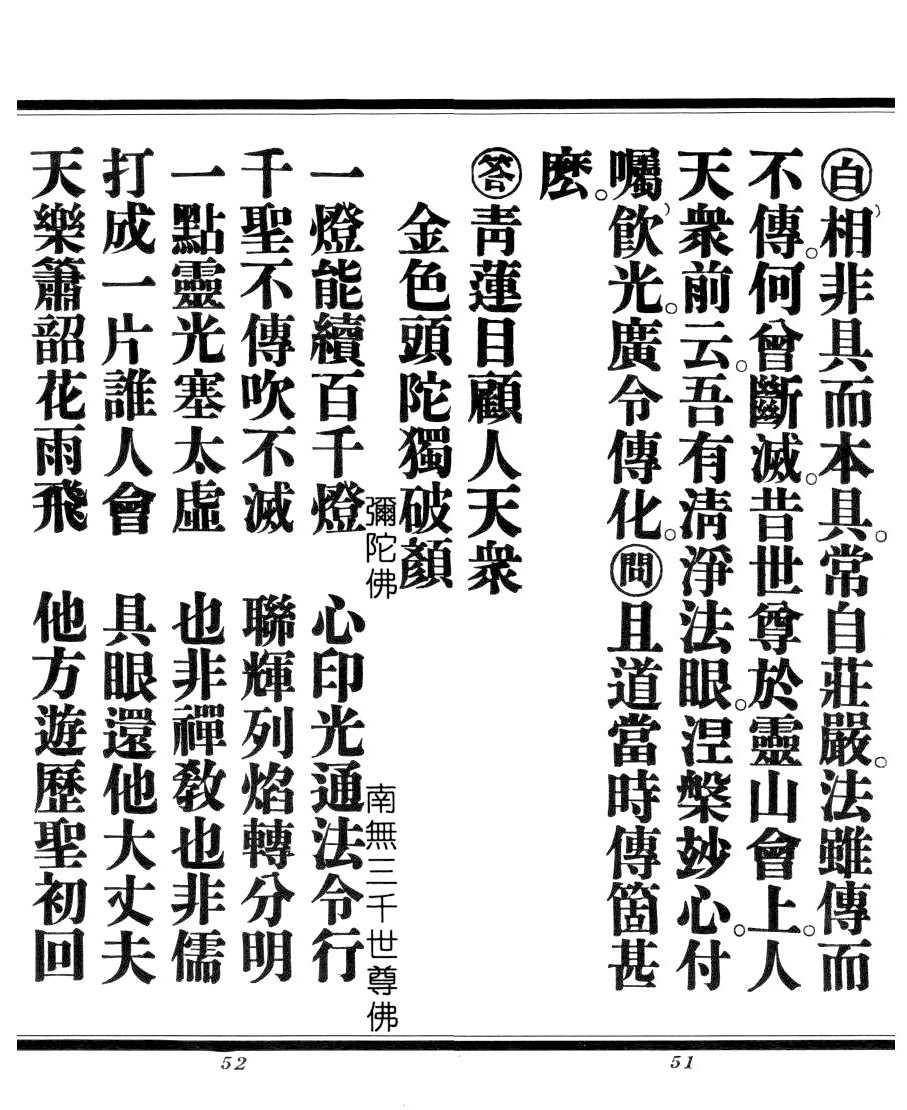 白相、非具而本具。常自莊嚴。法雖傳而
不傳。何曾斷滅。昔世尊於靈山會上。人
天衆前云。吾有清淨法眼。涅槃妙心。付
囑、飲光。廣令傳化。問且道當時傳箇甚
麽。
答靑蓮目顧人天衆
金色頭陀獨破顏
彌陀佛 南無三千世尊佛
一燈能續百千燈 心印光通法令行
千聖不傳吹不滅 聯輝列焰轉分明
一點靈光塞太虛 也非禪敎也非儒
打成一片誰人會 具眼還他大丈夫
天樂簫韶花雨飛 他方遊歷聖初回
51
52